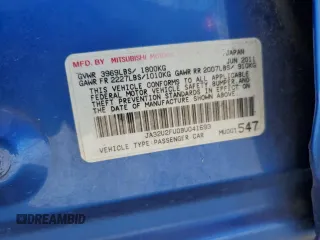 MFD. BY MITSUBISHI MOTORS JAPAN
GVWR 3969LBS/ 1800KG JUN 2011
GAWR FR 2227LBS/1010KG GAWR RR 2007LBS/ 910KG
THIS VEHICLE CONFORMS TO ALL APPLICABLE
FEDERAL MOTOR VEHICLE SAFETY, BUMPER, AND
THEFT PREVENTION STANDARDS IN EFFECT ON
THE DATE OF MANUFACTURE SHOWN ABOVE.
VEHICLE TYPE:PASSENGER CAR
547
DREAMBID